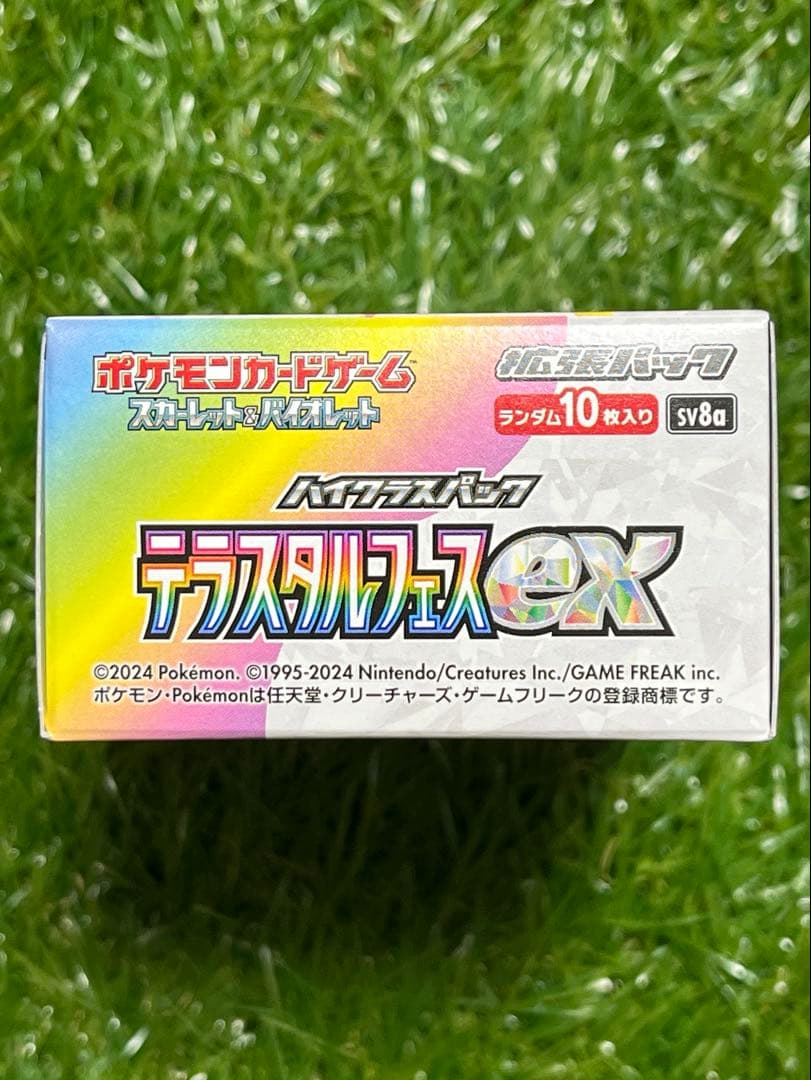 ポケモンカードゲーム™
スカーレット&バイオレット
拡張パック
ランダム10枚入り
sv8a
ハイクラスパック
テラスタルフェスex
©2024 Pokémon. ©1995-2024 Nintendo/Creatures Inc./GAME FREAK inc.
ポケモン・Pokémonは任天堂・クリーチャーズ・ゲームフリークの登録商標です。